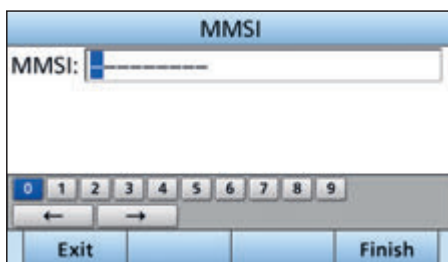 MMSI
MMSI: ---------
0 1 2 3 4 5 6 7 8 9
← →
Exit Finish